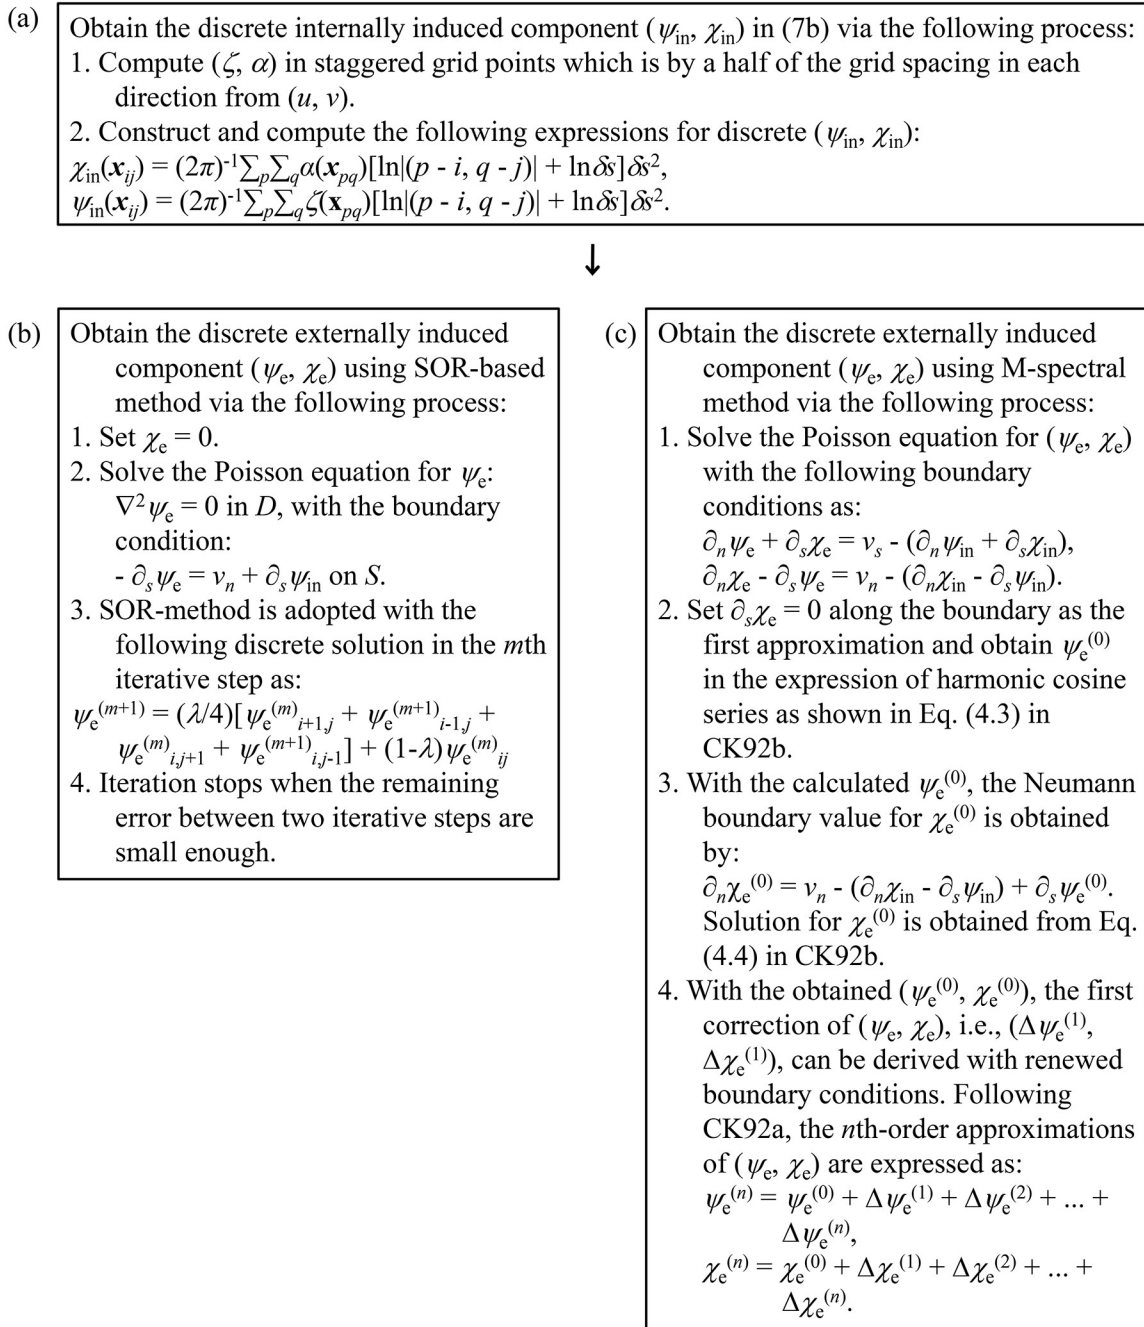 (a)
Obtain the discrete internally induced component (ψin, χin) in (7b) via the following process:
1. Compute (ζ, α) in staggered grid points which is by a half of the grid spacing in each
direction from (u, v).
2. Construct and compute the following expressions for discrete (ψin, χin):
χin(xij) = (2π)⁻¹∑p∑qα(xpq)[ln|(p - i, q - j)| + lnδs]δs²,
ψin(xij) = (2π)⁻¹∑p∑qζ(xpq)[ln|(p - i, q - j)| + lnδs]δs².
↓
(b)
Obtain the discrete externally induced
component (ψe, χe) using SOR-based
method via the following process:
1. Set χe = 0.
2. Solve the Poisson equation for ψe:
∇²ψe = 0 in D, with the boundary
condition:
- ∂sψe = vn + ∂sψin on S.
3. SOR-method is adopted with the
following discrete solution in the mth
iterative step as:
ψe(m+1) = (λ/4)[ψe(m)i+1,j + ψe(m+1)i-1,j +
ψe(m)i,j+1 + ψe(m+1)i,j-1] + (1-λ)ψe(m)ij
4. Iteration stops when the remaining
error between two iterative steps are
small enough.
(c)
Obtain the discrete externally induced
component (ψe, χe) using M-spectral
method via the following process:
1. Solve the Poisson equation for (ψe, χe)
with the following boundary
conditions as:
∂nψe + ∂sχe = vs - (∂nψin + ∂sχin),
∂nχe - ∂sψe = vn - (∂nχin - ∂sψin).
2. Set ∂sχe = 0 along the boundary as the
first approximation and obtain ψe(0)
in the expression of harmonic cosine
series as shown in Eq. (4.3) in
CK92b.
3. With the calculated ψe(0), the Neumann
boundary value for χe(0) is obtained
by:
∂nχe(0) = vn - (∂nχin - ∂sψin) + ∂sψe(0).
Solution for χe(0) is obtained from Eq.
(4.4) in CK92b.
4. With the obtained (ψe(0), χe(0)), the first
correction of (ψe, χe), i.e., (Δψe(1),
Δχe(1)), can be derived with renewed
boundary conditions. Following
CK92a, the nth-order approximations
of (ψe, χe) are expressed as:
ψe(n) = ψe(0) + Δψe(1) + Δψe(2) + ... +
Δψe(n),
χe(n) = χe(0) + Δχe(1) + Δχe(2) + ... +
Δχe(n).